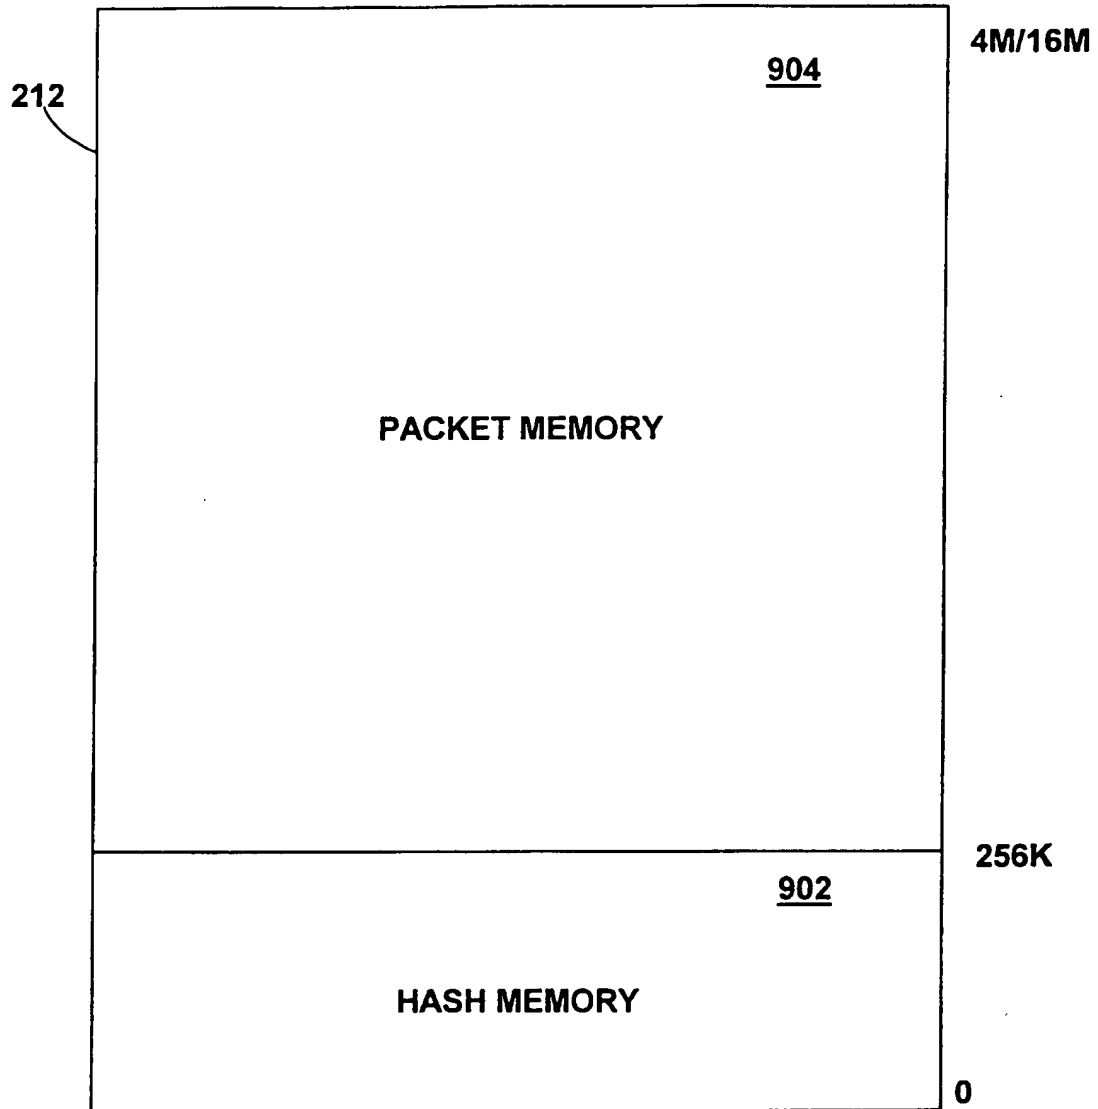 4M/16M
904
212
PACKET MEMORY
256K
902
HASH MEMORY
0